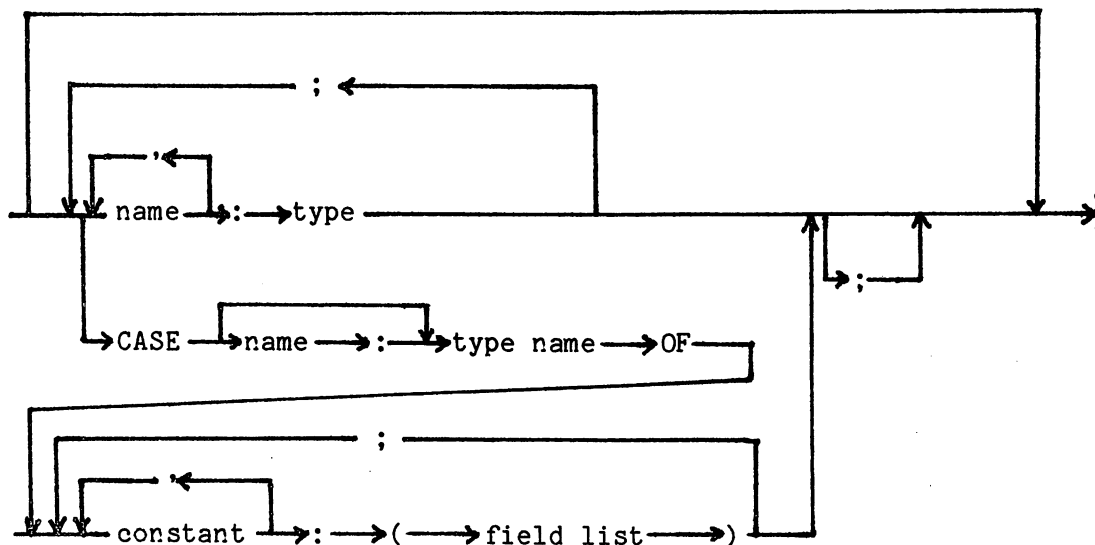 ;
,
name : type
;
CASE name : type name OF
;
,
constant : ( field list )